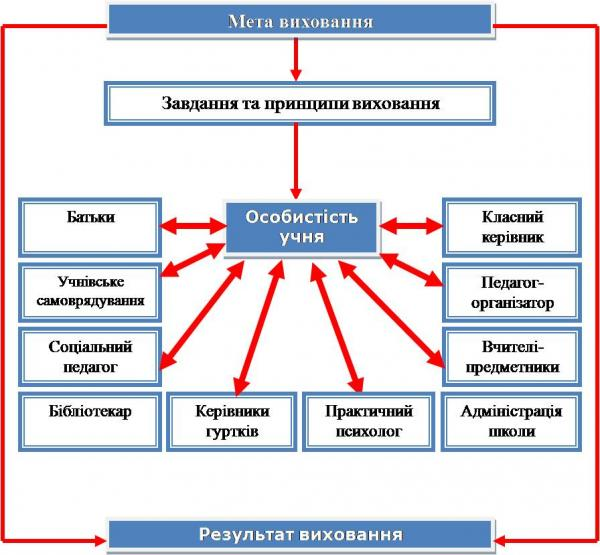 Мета виховання
Завдання та принципи виховання
Батьки
Особистість
учня
Класний
керівник
Учнівське
самоврядування
Педагог-
організатор
Соціальний
педагог
Вчителі-
предметники
Бібліотекар
Керівники
гуртків
Практичний
психолог
Адміністрація
школи
Результат виховання